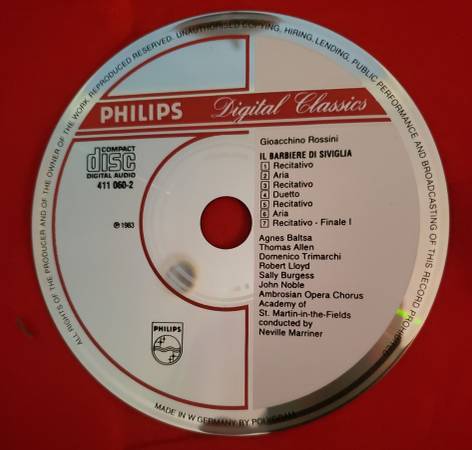 ALL RIGHTS OF THE PRODUCER AND OF THE OWNER OF THE WORK REPRODUCED RESERVED. UNAUTHORISED COPYING, HIRING, LENDING, PUBLIC PERFORMANCE AND BROADCASTING OF THIS RECORD PROHIBITED
PHILIPS Digital Classics
Gioacchino Rossini
IL BARBIERE DI SIVIGLIA
1 Recitativo
2 Aria
3 Recitativo
4 Duetto
5 Recitativo
6 Aria
7 Recitativo - Finale I
COMPACT
disc
DIGITAL AUDIO
411 060-2
℗ 1983
Agnes Baltsa
Thomas Allen
Domenico Trimarchi
Robert Lloyd
Sally Burgess
John Noble
Ambrosian Opera Chorus
Academy of
St. Martin-in-the-Fields
conducted by
Neville Marriner
PHILIPS
MADE IN W GERMANY BY POLYGRAM